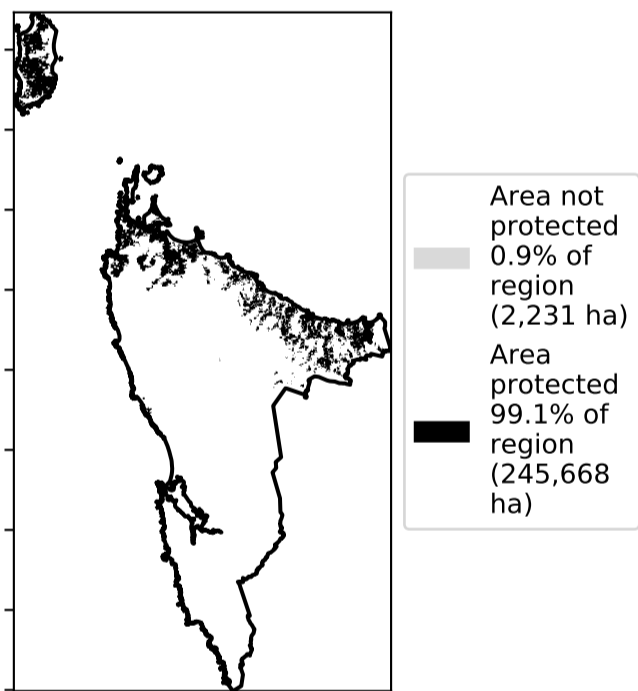 Area not
protected
0.9% of
region
(2,231 ha)
Area
protected
99.1% of
region
(245,668
ha)